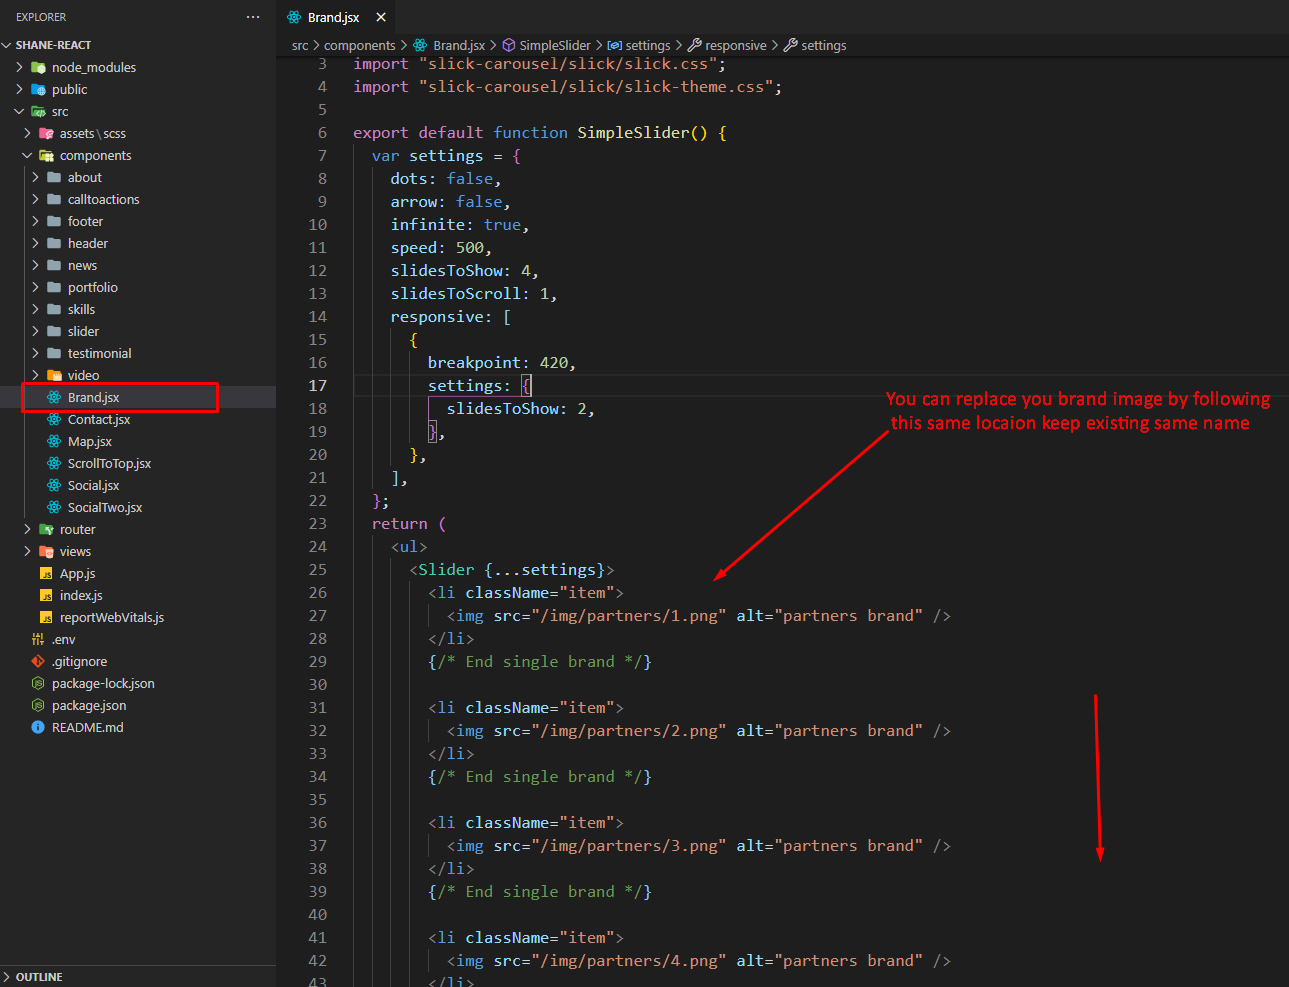 EXPLORER
SHANE-REACT
node_modules
public
src
assets\scss
components
about
calltoactions
footer
header
news
portfolio
skills
slider
testimonial
video
Brand.jsx
Contact.jsx
Map.jsx
ScrollToTop.jsx
Social.jsx
SocialTwo.jsx
router
views
App.js
index.js
reportWebVitals.js
.env
.gitignore
package-lock.json
package.json
README.md
OUTLINE
Brand.jsx
src > components > Brand.jsx > SimpleSlider > settings > responsive > settings
3 import "slick-carousel/slick/slick.css";
4 import "slick-carousel/slick/slick-theme.css";
5
6 export default function SimpleSlider() {
7 var settings = {
8 dots: false,
9 arrow: false,
10 infinite: true,
11 speed: 500,
12 slidesToShow: 4,
13 slidesToScroll: 1,
14 responsive: [
15 {
16 breakpoint: 420,
17 settings: {
18 slidesToShow: 2,
19 },
20 },
21 ],
22 };
23 return (
24 <ul>
25 <Slider {...settings}>
26 <li className="item">
27 <img src="/img/partners/1.png" alt="partners brand" />
28 </li>
29 {/* End single brand */}
30
31 <li className="item">
32 <img src="/img/partners/2.png" alt="partners brand" />
33 </li>
34 {/* End single brand */}
35
36 <li className="item">
37 <img src="/img/partners/3.png" alt="partners brand" />
38 </li>
39 {/* End single brand */}
40
41 <li className="item">
42 <img src="/img/partners/4.png" alt="partners brand" />
43 </li>
You can replace you brand image by following
this same locaion keep existing same name